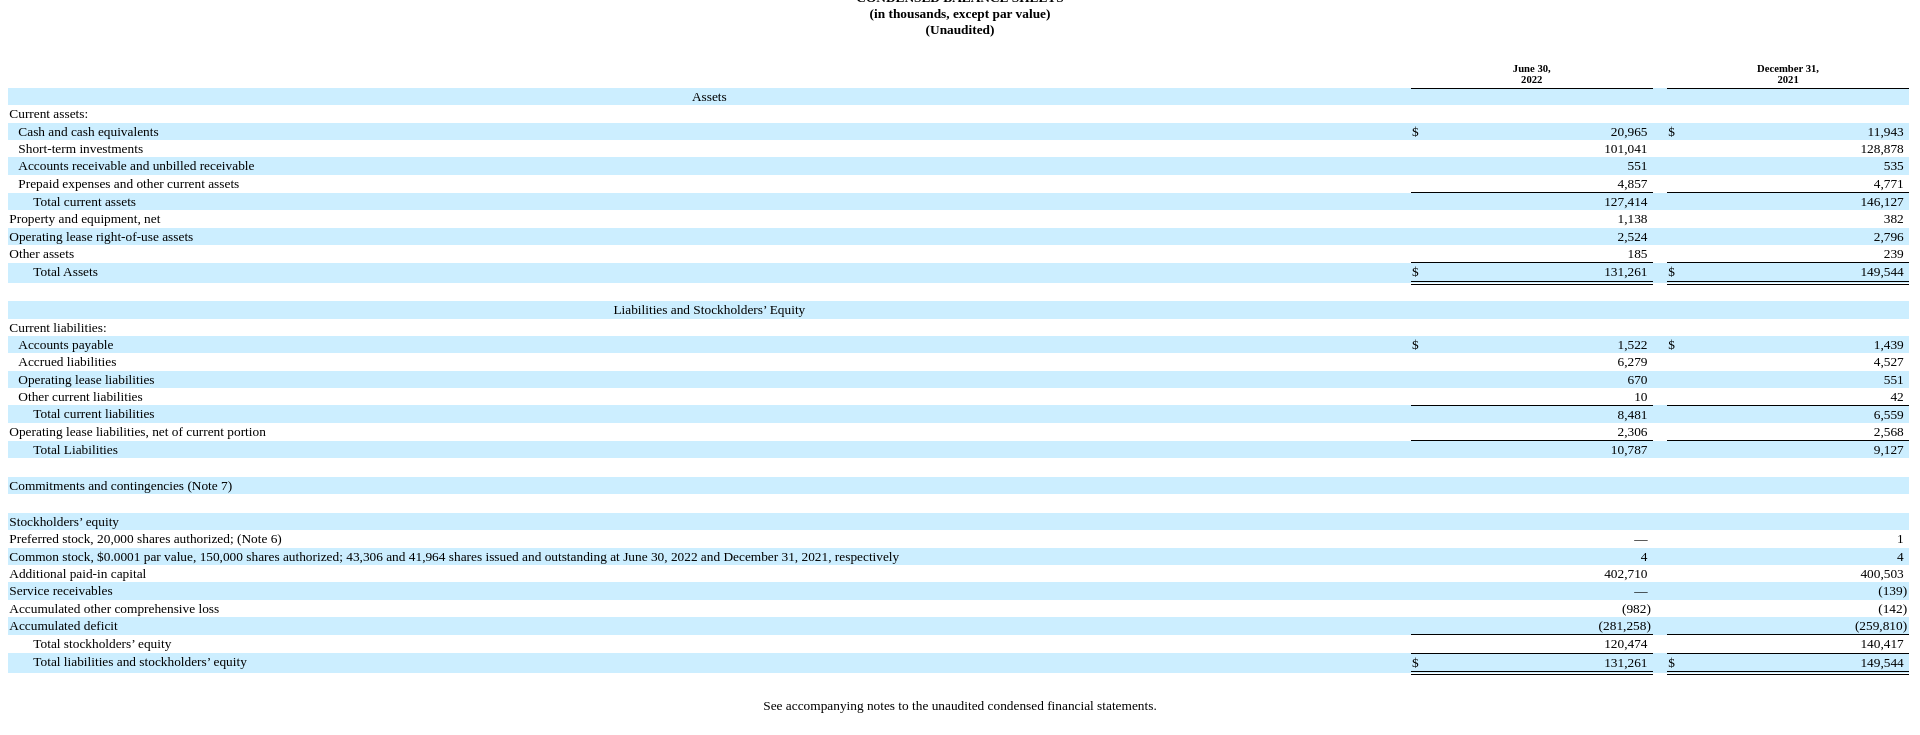 CONDENSED BALANCE SHEETS
(in thousands, except par value)
(Unaudited)
June 30, December 31,
2022 2021
Assets
Current assets:
Cash and cash equivalents $ 20,965 $ 11,943
Short-term investments 101,041 128,878
Accounts receivable and unbilled receivable 551 535
Prepaid expenses and other current assets 4,857 4,771
Total current assets 127,414 146,127
Property and equipment, net 1,138 382
Operating lease right-of-use assets 2,524 2,796
Other assets 185 239
Total Assets $ 131,261 $ 149,544
Liabilities and Stockholders’ Equity
Current liabilities:
Accounts payable $ 1,522 $ 1,439
Accrued liabilities 6,279 4,527
Operating lease liabilities 670 551
Other current liabilities 10 42
Total current liabilities 8,481 6,559
Operating lease liabilities, net of current portion 2,306 2,568
Total Liabilities 10,787 9,127
Commitments and contingencies (Note 7)
Stockholders’ equity
Preferred stock, 20,000 shares authorized; (Note 6) — 1
Common stock, $0.0001 par value, 150,000 shares authorized; 43,306 and 41,964 shares issued and outstanding at June 30, 2022 and December 31, 2021, respectively 4 4
Additional paid-in capital 402,710 400,503
Service receivables — (139)
Accumulated other comprehensive loss (982) (142)
Accumulated deficit (281,258) (259,810)
Total stockholders’ equity 120,474 140,417
Total liabilities and stockholders’ equity $ 131,261 $ 149,544
See accompanying notes to the unaudited condensed financial statements.